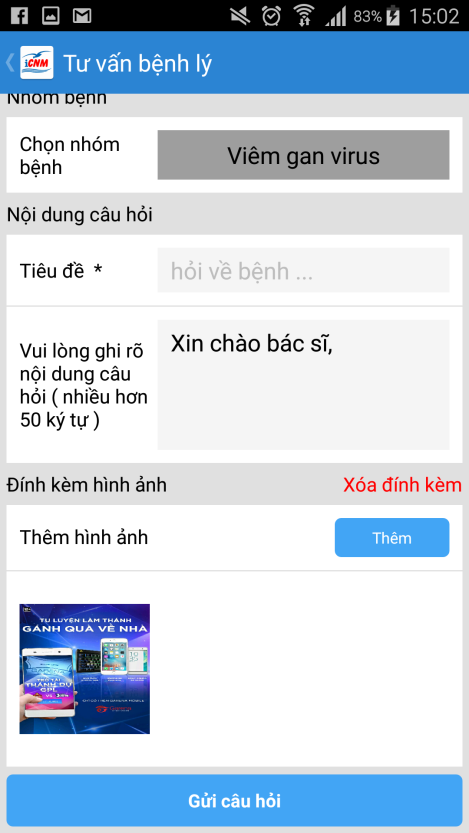 83% 15:02
iCNM Tư vấn bệnh lý
Nhóm bệnh
Chọn nhóm
bệnh
Viêm gan virus
Nội dung câu hỏi
Tiêu đề *
hỏi về bệnh ...
Vui lòng ghi rõ
nội dung câu
hỏi ( nhiều hơn
50 ký tự )
Xin chào bác sĩ,
Đính kèm hình ảnh
Xóa đính kèm
Thêm hình ảnh
Thêm
TU LUYỆN LÀM THÁNH
GÁNH QUÀ VỀ NHÀ
Gửi câu hỏi